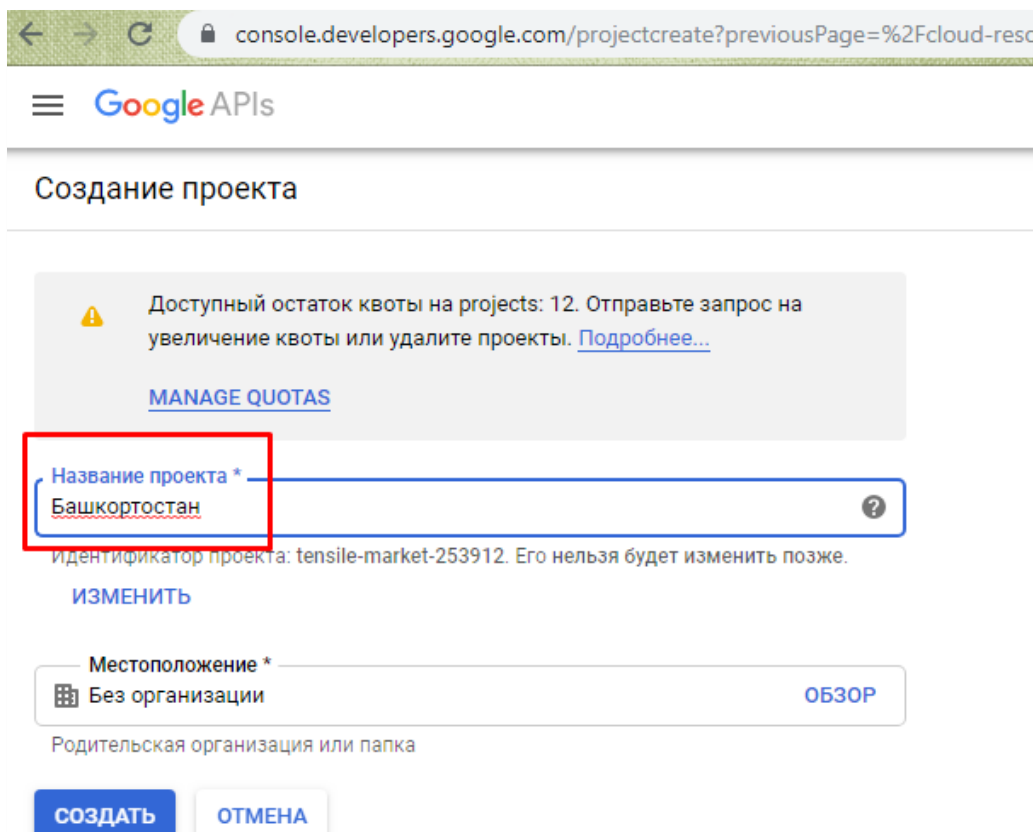 console.developers.google.com/projectcreate?previousPage=%2Fcloud-reso
Google APIs
Создание проекта
Доступный остаток квоты на projects: 12. Отправьте запрос на
увеличение квоты или удалите проекты. Подробнее...
MANAGE QUOTAS
Название проекта *
Башкортостан
Идентификатор проекта: tensile-market-253912. Его нельзя будет изменить позже.
ИЗМЕНИТЬ
Местоположение *
Без организации
ОБЗОР
Родительская организация или папка
СОЗДАТЬ
ОТМЕНА